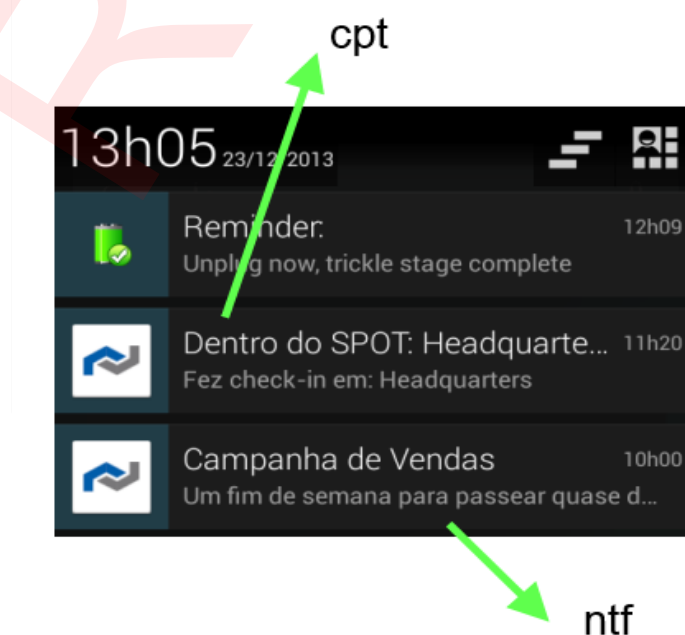 cpt
13h05 23/12/2013
Reminder: 12h09
Unplug now, trickle stage complete
Dentro do SPOT: Headquarte... 11h20
Fez check-in em: Headquarters
Campanha de Vendas 10h00
Um fim de semana para passear quase d...
ntf